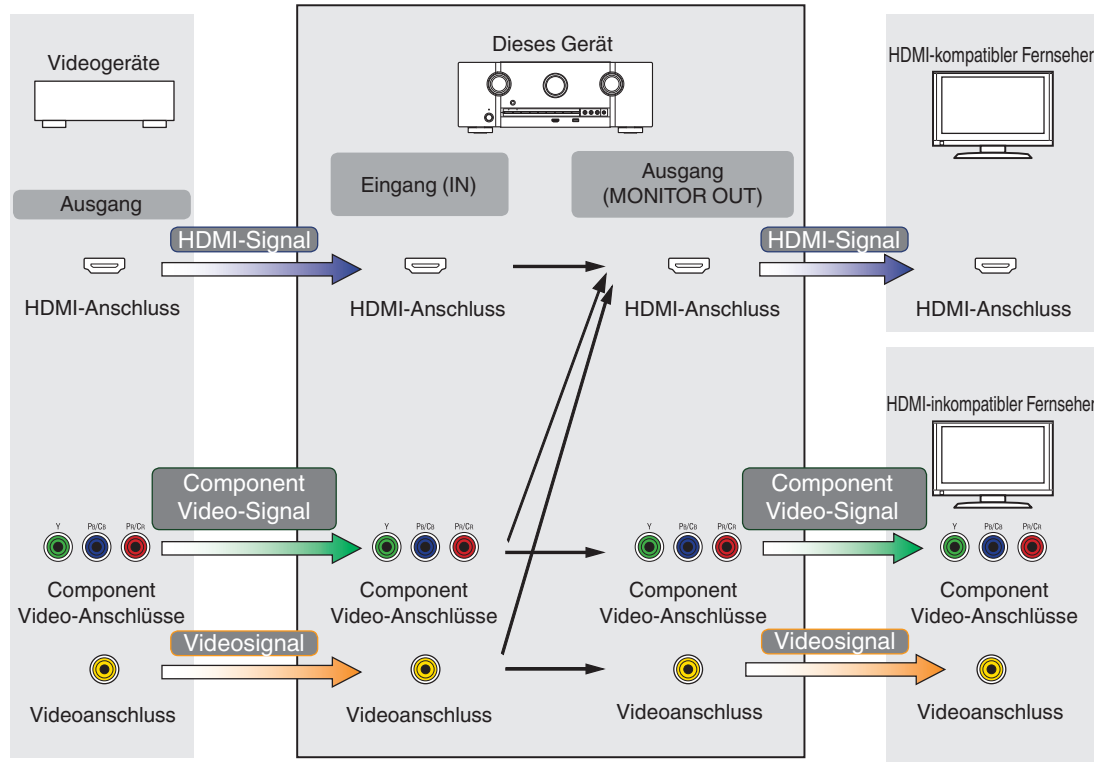 Dieses Gerät
Videogeräte
HDMI-kompatibler Fernseher
Eingang (IN)
Ausgang
(MONITOR OUT)
Ausgang
HDMI-Signal
HDMI-Signal
HDMI-Anschluss
HDMI-Anschluss
HDMI-Anschluss
HDMI-Anschluss
HDMI-inkompatibler Fernseher
Component
Video-Signal
Component
Video-Signal
Y PB/CB PR/CR
Y PB/CB PR/CR
Y PB/CB PR/CR
Y PB/CB PR/CR
Component
Video-Anschlüsse
Component
Video-Anschlüsse
Component
Video-Anschlüsse
Component
Video-Anschlüsse
Videosignal
Videosignal
Videoanschluss
Videoanschluss
Videoanschluss
Videoanschluss